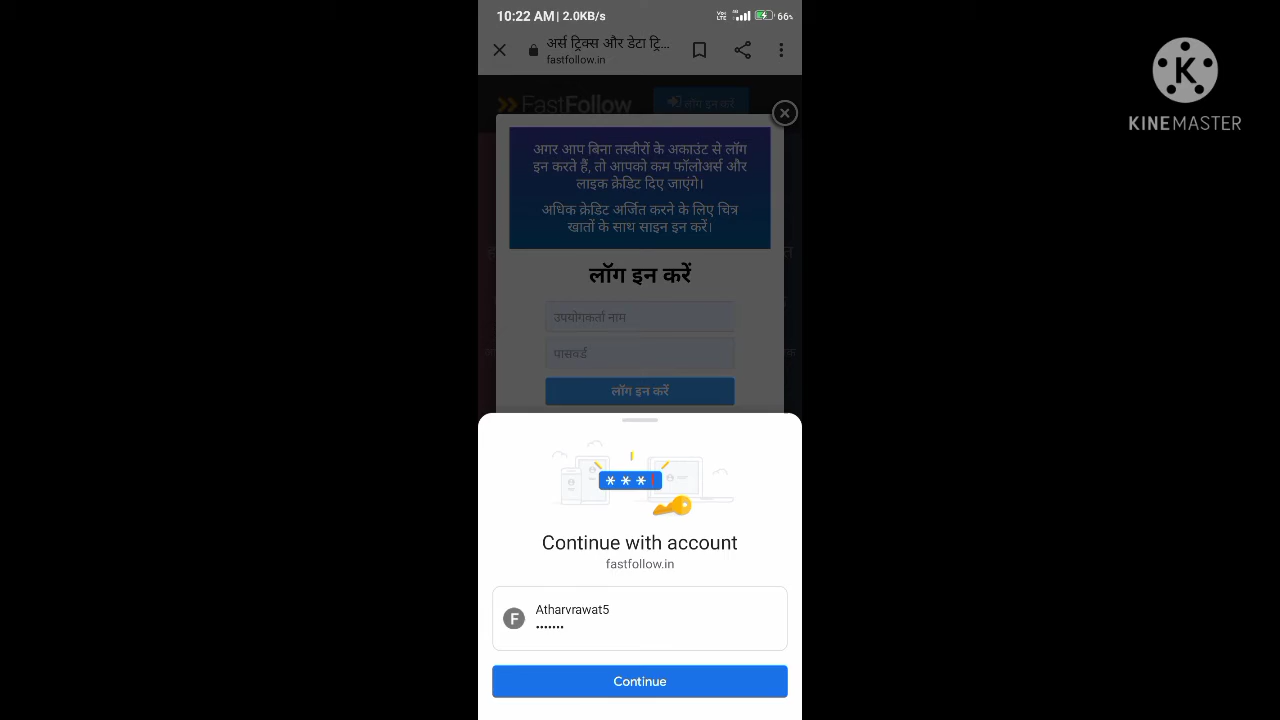 10:22 AM | 2.0KB/s
66%
अर्स ट्रिक्स और डेटा ट्रि...
fastfollow.in
FastFollow
लॉग इन करें
अगर आप बिना तस्वीरों के अकाउंट से लॉग
इन करते हैं, तो आपको कम फॉलोअर्स और
लाइक क्रेडिट दिए जाएंगे।
अधिक क्रेडिट अर्जित करने के लिए चित्र
खातों के साथ साइन इन करें।
लॉग इन करें
उपयोगकर्ता नाम
पासवर्ड
लॉग इन करें
***
Continue with account
fastfollow.in
F
Atharvrawat5
•••••••
Continue
K
KINEMASTER